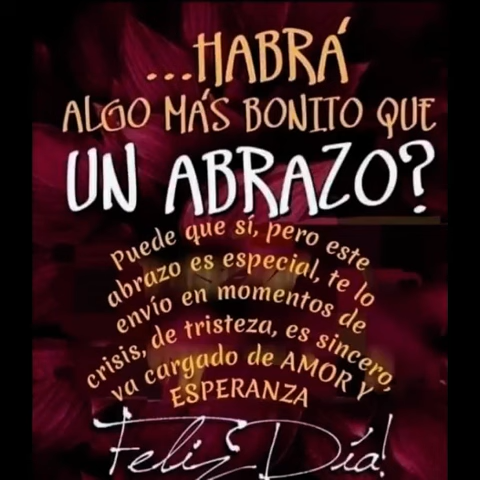 ...HABRÁ
ALGO MÁS BONITO QUE
UN ABRAZO?
Puede que sí, pero este
abrazo es especial, te lo
envío en momentos de
crisis, de tristeza, es sincero,
va cargado de AMOR Y
ESPERANZA
Feliz Día!